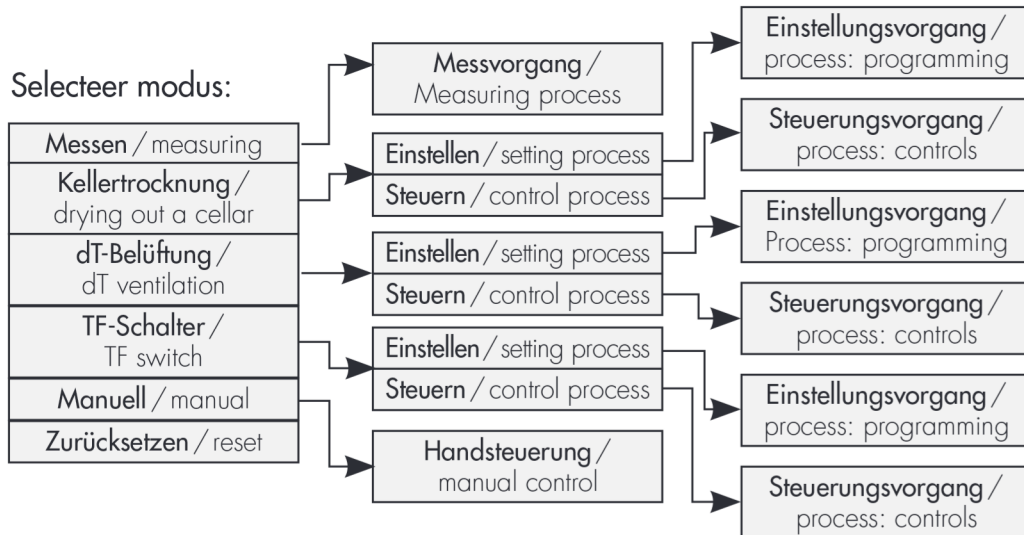 Selecteer modus:
Messen / measuring
Kellertrocknung /
drying out a cellar
dT-Belüftung /
dT ventilation
TF-Schalter /
TF switch
Manuell / manual
Zurücksetzen / reset
Messvorgang /
Measuring process
Einstellen / setting process
Steuern / control process
Einstellen / setting process
Steuern / control process
Einstellen / setting process
Steuern / control process
Handsteuerung /
manual control
Einstellungsvorgang /
process: programming
Steuerungsvorgang /
process: controls
Einstellungsvorgang /
Process: programming
Steuerungsvorgang /
process: controls
Einstellungsvorgang /
process: programming
Steuerungsvorgang /
process: controls